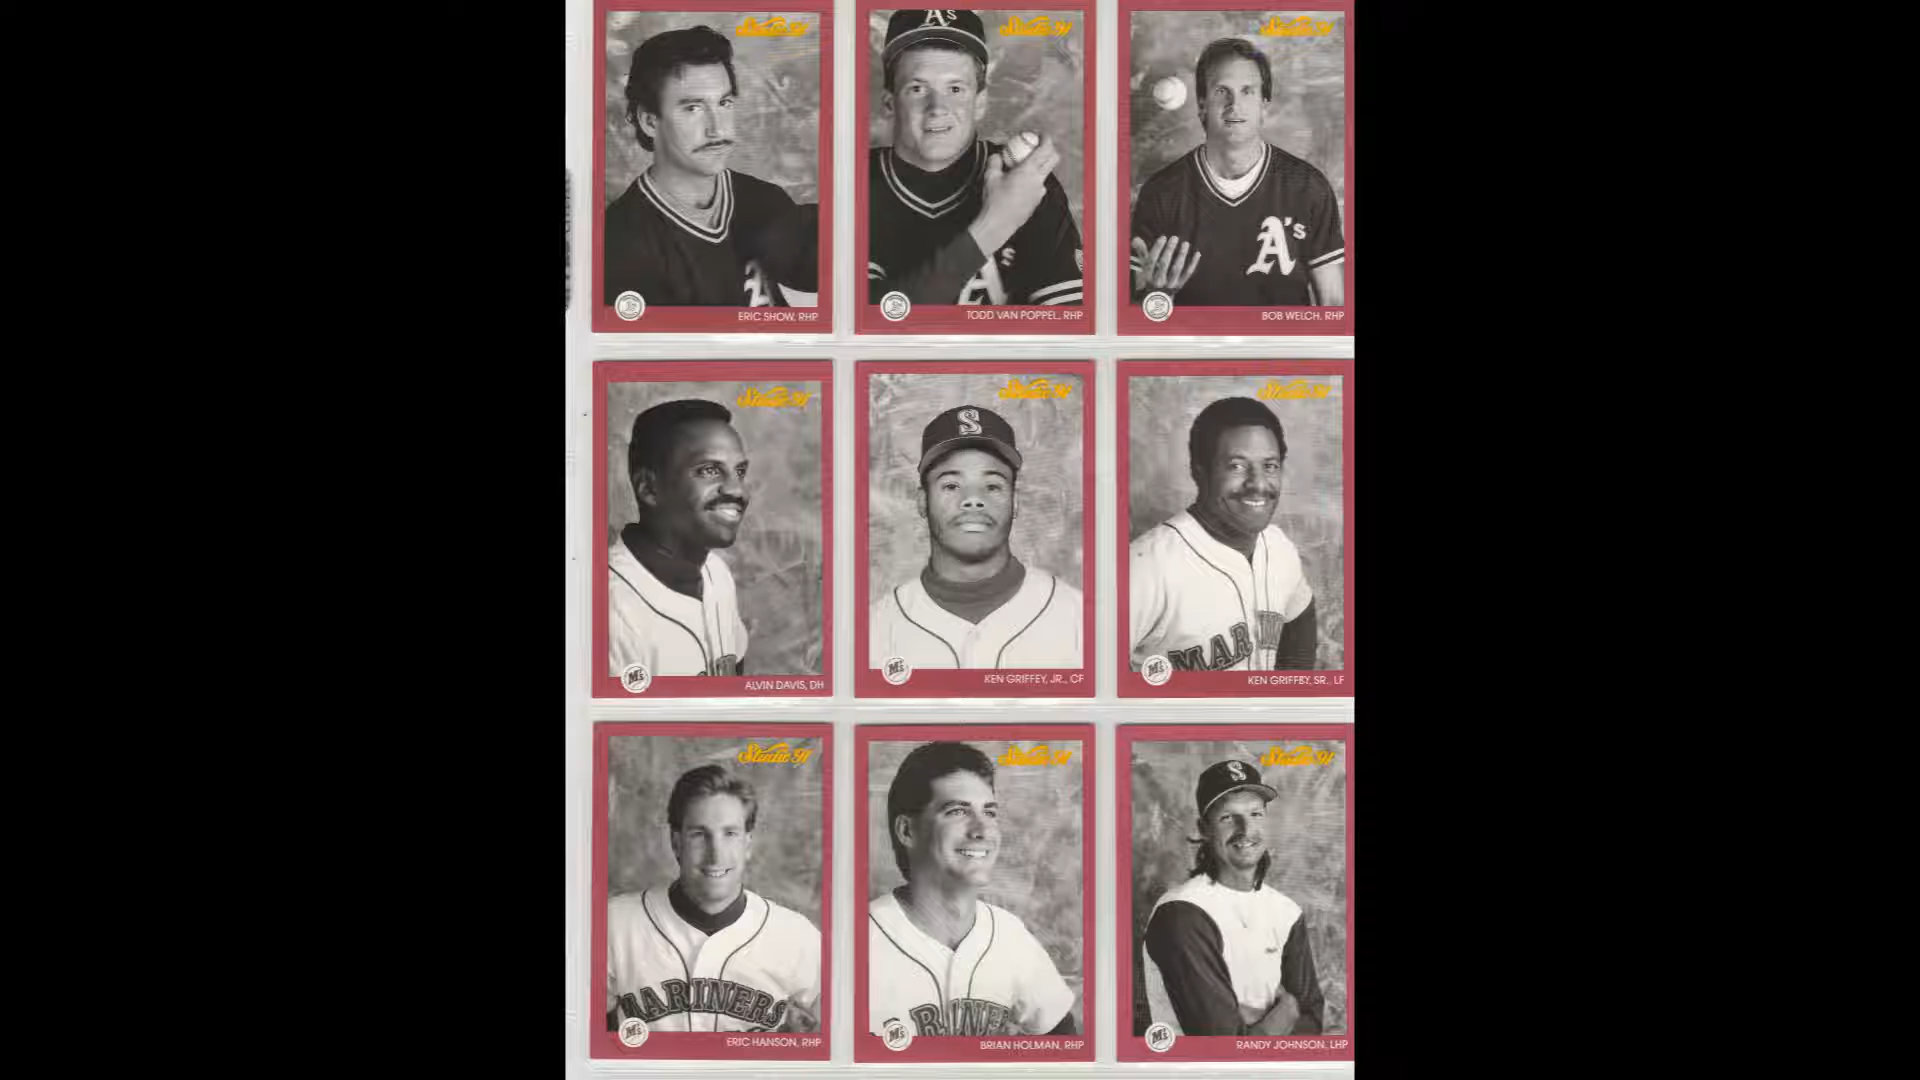 Studio 91 Studio 91 Studio 91
A's
A's
A
A's
ERIC SHOW, RHP TODD VAN POPPEL, RHP BOB WELCH, RHP
Studio 91 Studio 91 Studio 91
S
MAR
M's M's M's
ALVIN DAVIS, DH KEN GRIFFEY, JR., CF KEN GRIFFEY, SR., LF
Studio 91 Studio 91 Studio 91
S
MARINERS
RINE
M's M's M's
ERIC HANSON, RHP BRIAN HOLMAN, RHP RANDY JOHNSON, LHP